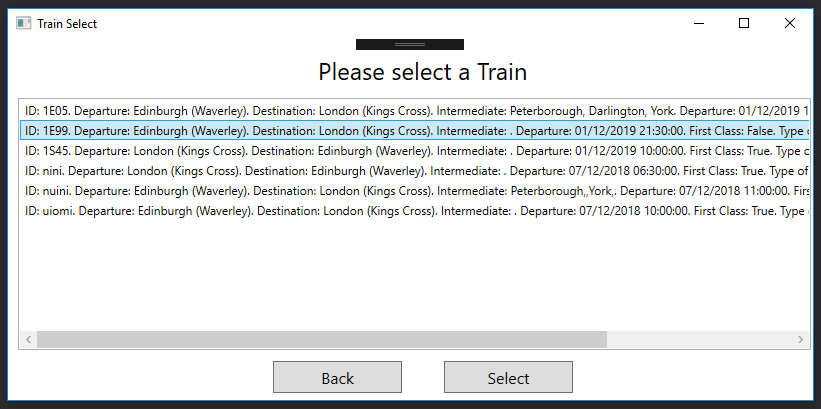 Train Select
Please select a Train
ID: 1E05. Departure: Edinburgh (Waverley). Destination: London (Kings Cross). Intermediate: Peterborough, Darlington, York. Departure: 01/12/2019 1
ID: 1E99. Departure: Edinburgh (Waverley). Destination: London (Kings Cross). Intermediate: . Departure: 01/12/2019 21:30:00. First Class: False. Type
ID: 1S45. Departure: London (Kings Cross). Destination: Edinburgh (Waverley). Intermediate: . Departure: 01/12/2019 10:00:00. First Class: True. Type o
ID: nini. Departure: London (Kings Cross). Destination: Edinburgh (Waverley). Intermediate: . Departure: 07/12/2018 06:30:00. First Class: True. Type of
ID: nuini. Departure: Edinburgh (Waverley). Destination: London (Kings Cross). Intermediate: Peterborough,,York,. Departure: 07/12/2018 11:00:00. Firs
ID: uiomi. Departure: Edinburgh (Waverley). Destination: London (Kings Cross). Intermediate: . Departure: 07/12/2018 10:00:00. First Class: True. Type
Back
Select